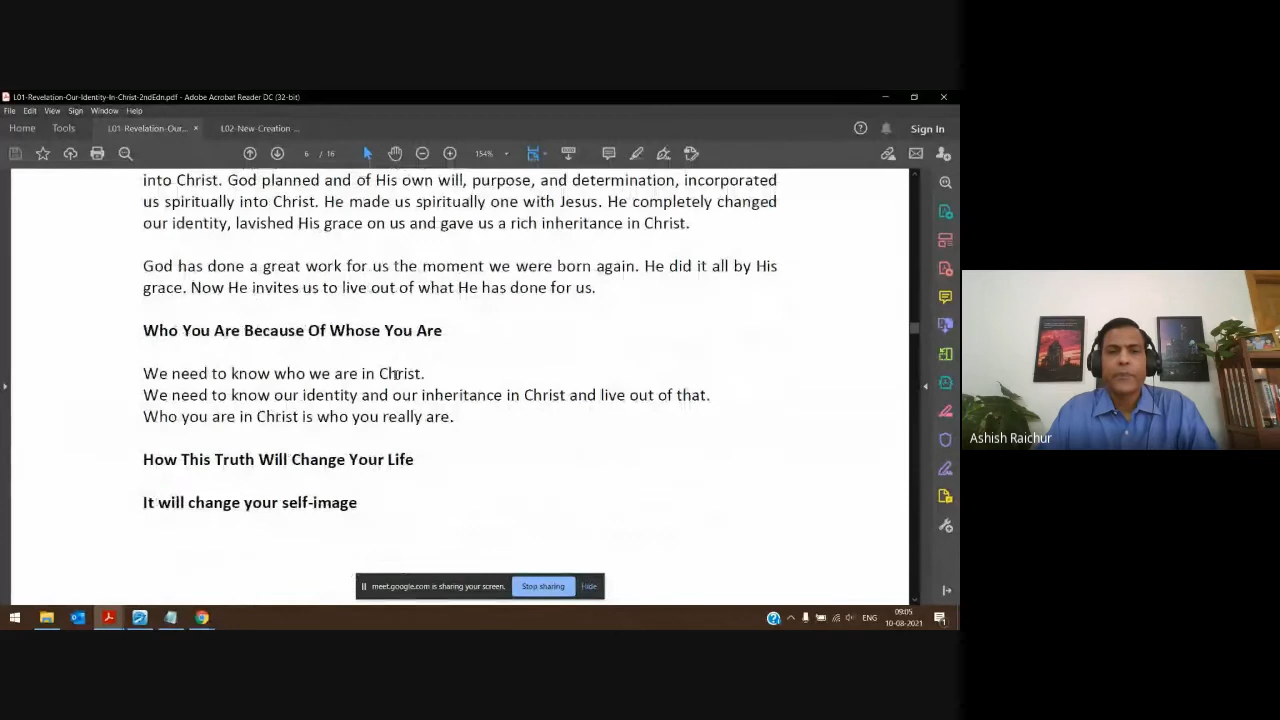 L01-Revelation-Our-Identity-In-Christ-2ndEdn.pdf - Adobe Acrobat Reader DC (32-bit)
File Edit View Sign Window Help
Home Tools L01-Revelation-Our... × L02-New-Creation ... Sign In
6 / 16 154%
into Christ. God planned and of His own will, purpose, and determination, incorporated
us spiritually into Christ. He made us spiritually one with Jesus. He completely changed
our identity, lavished His grace on us and gave us a rich inheritance in Christ.
God has done a great work for us the moment we were born again. He did it all by His
grace. Now He invites us to live out of what He has done for us.
Who You Are Because Of Whose You Are
We need to know who we are in Christ.
We need to know our identity and our inheritance in Christ and live out of that.
Who you are in Christ is who you really are.
How This Truth Will Change Your Life
It will change your self-image
Ashish Raichur
meet.google.com is sharing your screen. Stop sharing Hide
ENG 09:05
10-08-2021